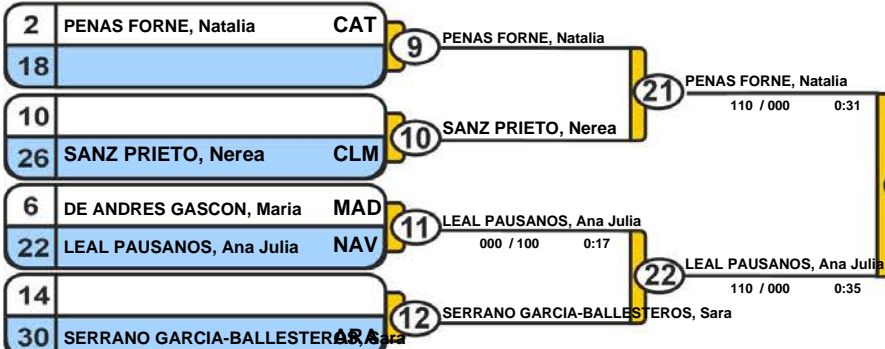 2 PENAS FORNE, Natalia CAT
18
9 PENAS FORNE, Natalia
10
26 SANZ PRIETO, Nerea CLM
10 SANZ PRIETO, Nerea
21 PENAS FORNE, Natalia
110 / 000 0:31
6 DE ANDRES GASCON, Maria MAD
22 LEAL PAUSANOS, Ana Julia NAV
11 LEAL PAUSANOS, Ana Julia
000 / 100 0:17
14
30 SERRANO GARCIA-BALLESTEROS, Sara ARA
12 SERRANO GARCIA-BALLESTEROS, Sara
22 LEAL PAUSANOS, Ana Julia
110 / 000 0:35